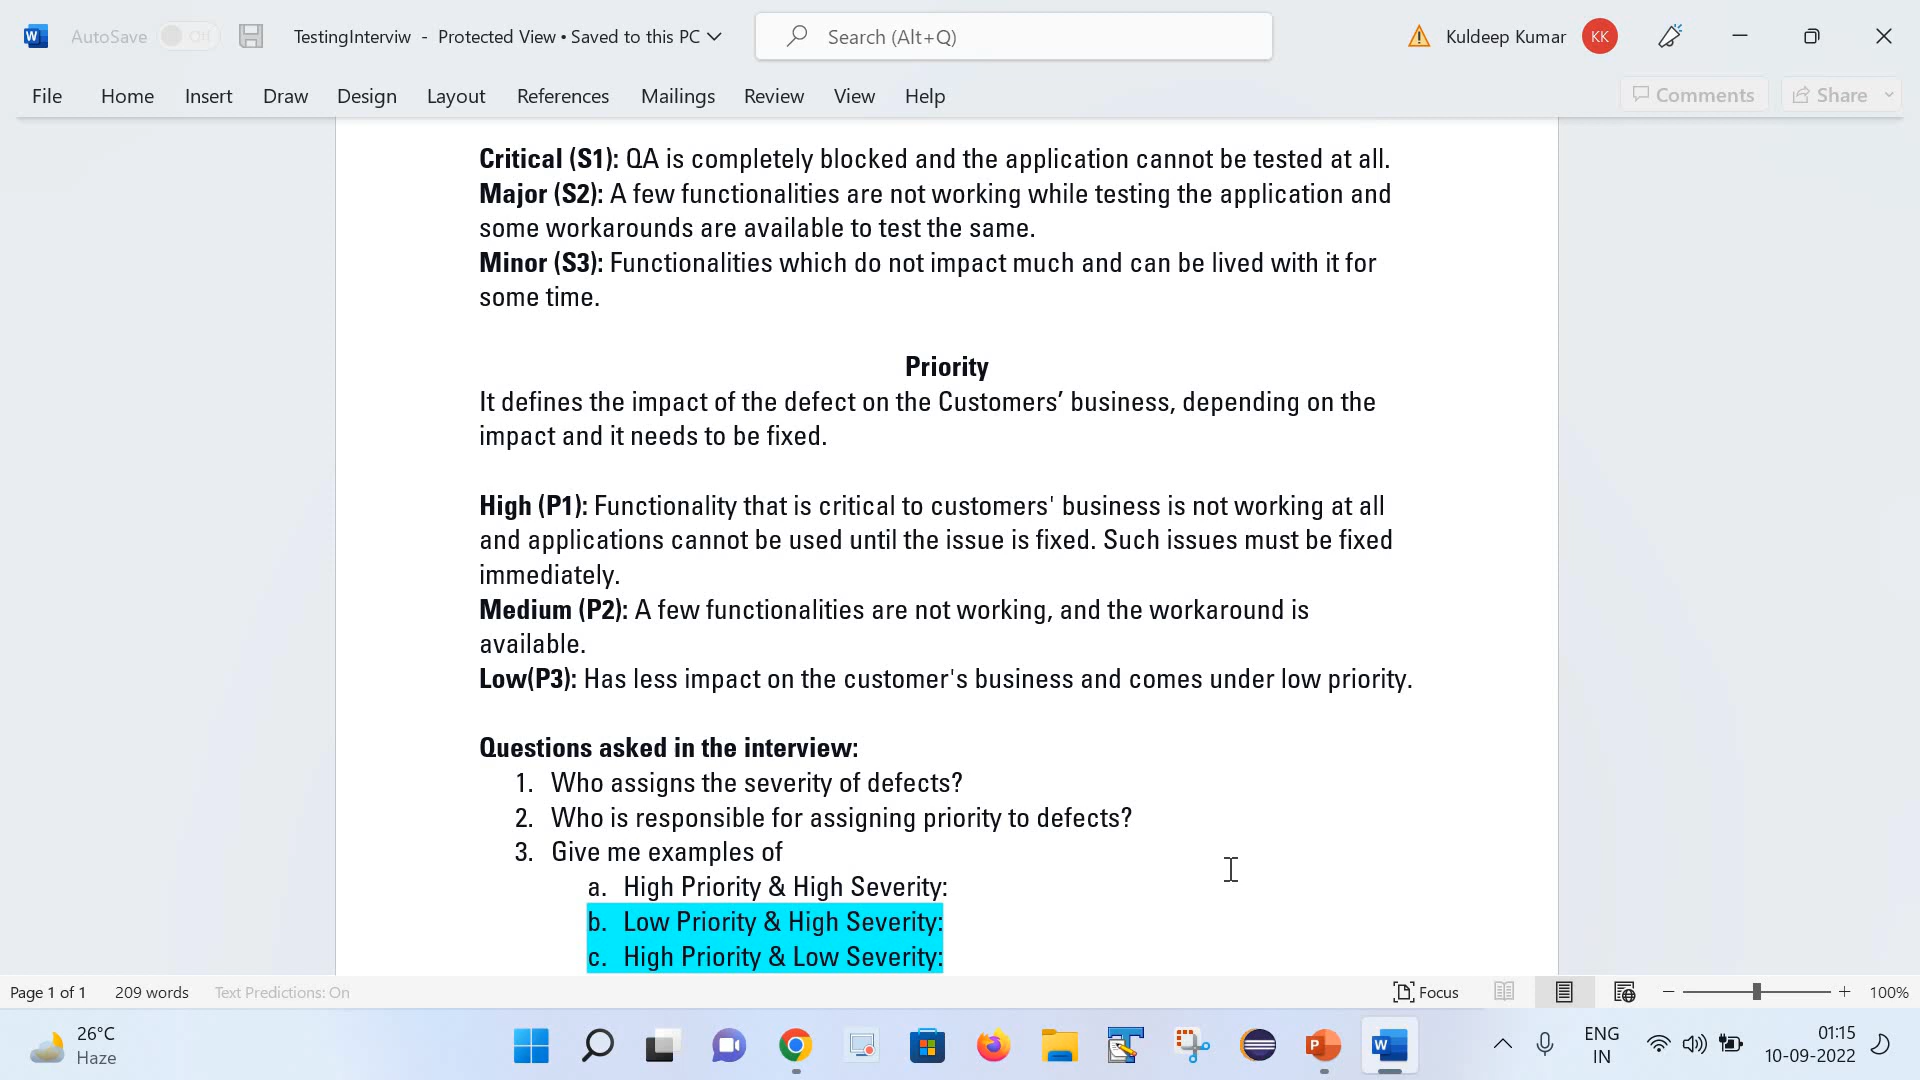 AutoSave Off TestingInterviw - Protected View • Saved to this PC Search (Alt+Q) Kuldeep Kumar KK
File Home Insert Draw Design Layout References Mailings Review View Help Comments Share
Critical (S1): QA is completely blocked and the application cannot be tested at all.
Major (S2): A few functionalities are not working while testing the application and
some workarounds are available to test the same.
Minor (S3): Functionalities which do not impact much and can be lived with it for
some time.
Priority
It defines the impact of the defect on the Customers’ business, depending on the
impact and it needs to be fixed.
High (P1): Functionality that is critical to customers' business is not working at all
and applications cannot be used until the issue is fixed. Such issues must be fixed
immediately.
Medium (P2): A few functionalities are not working, and the workaround is
available.
Low(P3): Has less impact on the customer's business and comes under low priority.
Questions asked in the interview:
1. Who assigns the severity of defects?
2. Who is responsible for assigning priority to defects?
3. Give me examples of
a. High Priority & High Severity:
b. Low Priority & High Severity:
c. High Priority & Low Severity:
Page 1 of 1 209 words Text Predictions: On Focus 100%
26°C
Haze
ENG
IN
01:15
10-09-2022